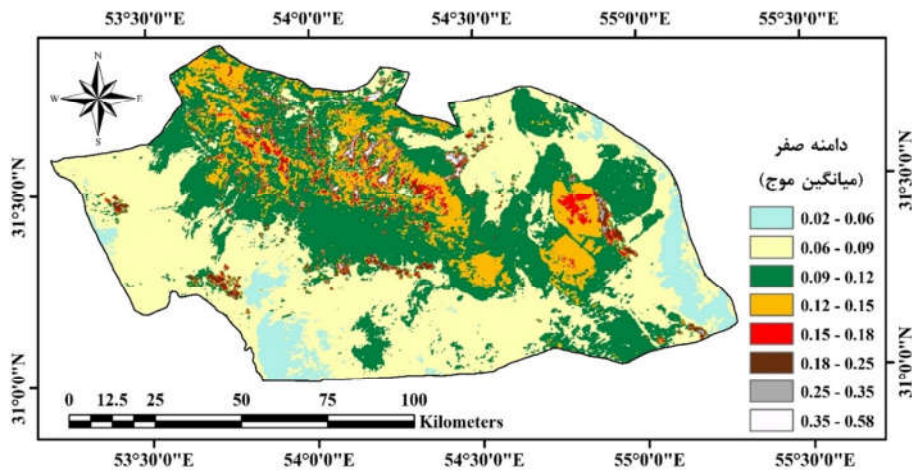 53°30'0"E 54°0'0"E 54°30'0"E 55°0'0"E 55°30'0"E
N
W E
S
31°30'0"N
31°0'0"N
31°30'0"N
31°0'0"N
دامنه صفر
(میانگین موج)
0.02 - 0.06
0.06 - 0.09
0.09 - 0.12
0.12 - 0.15
0.15 - 0.18
0.18 - 0.25
0.25 - 0.35
0.35 - 0.58
0 12.5 25 50 75 100
Kilometers
53°30'0"E 54°0'0"E 54°30'0"E 55°0'0"E 55°30'0"E